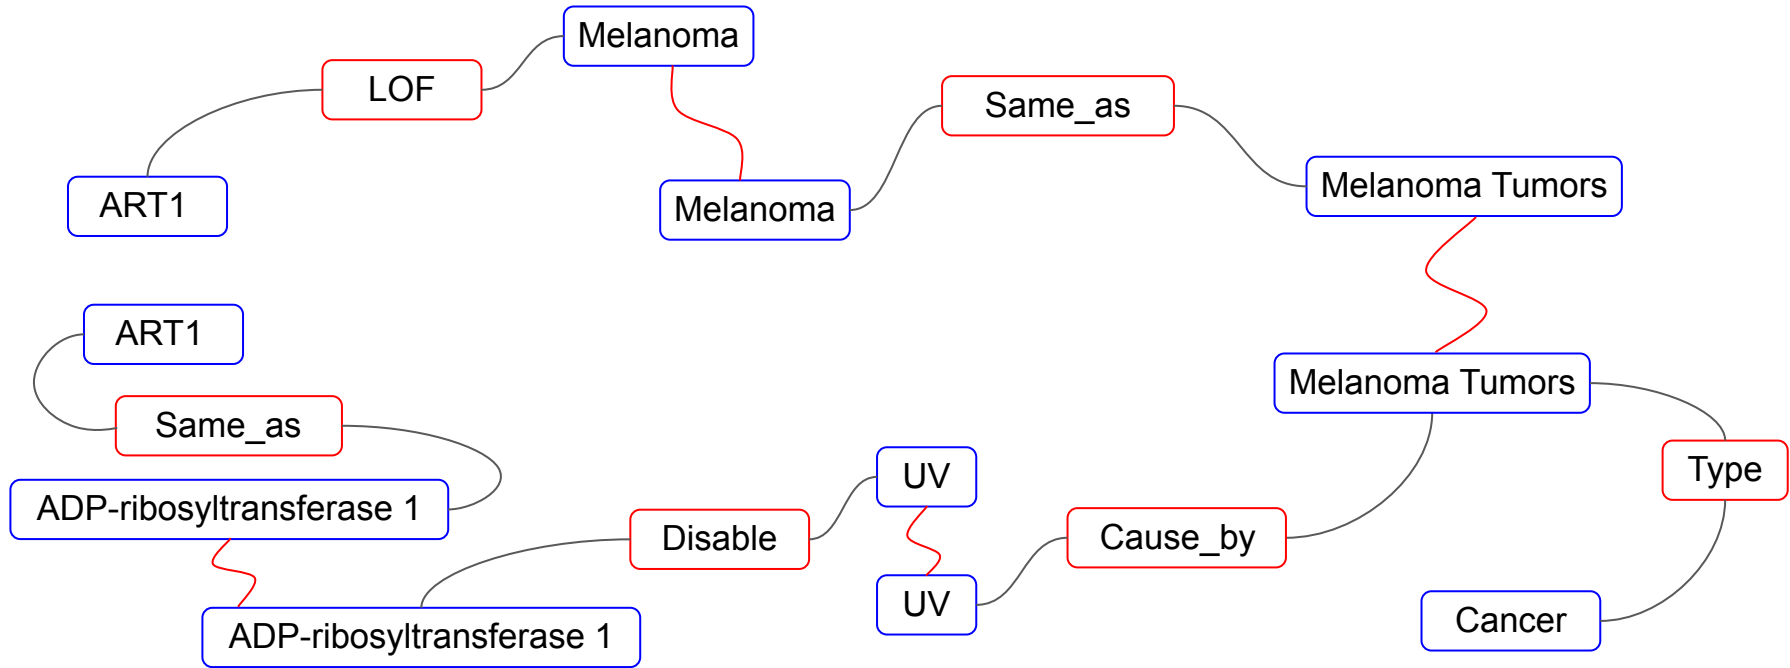 Melanoma
LOF
Same_as
Melanoma Tumors
ART1
Melanoma
ART1
Melanoma Tumors
Same_as
UV
Type
ADP-ribosyltransferase 1
Disable
Cause_by
UV
Cancer
ADP-ribosyltransferase 1